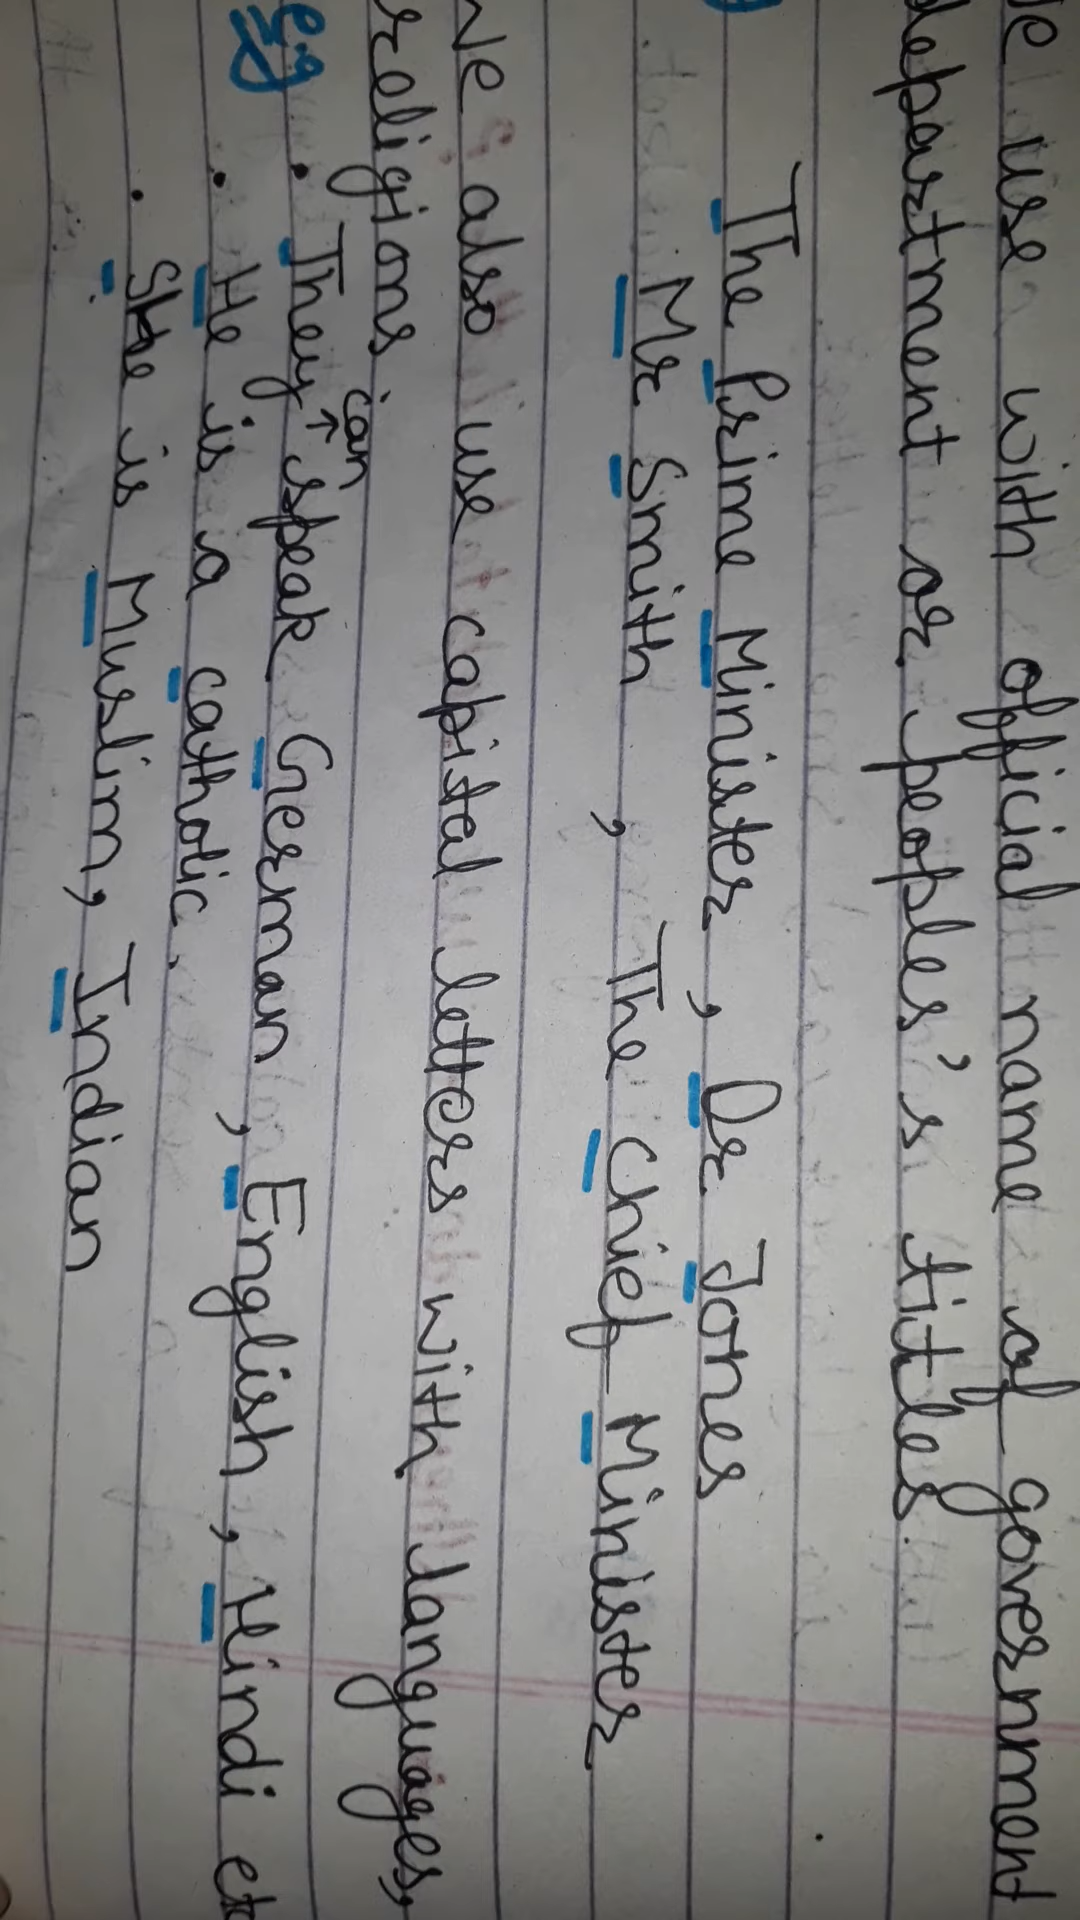 We use with official name of government
department or peoples's titles.
The Prime Minister, Dr Jones
Mr Smith , The Chief Minister
We also use capital letters with languages,
religions
eg . They can speak German, English, Hindi etc
. He is a catholic.
. She is Muslim, Indian